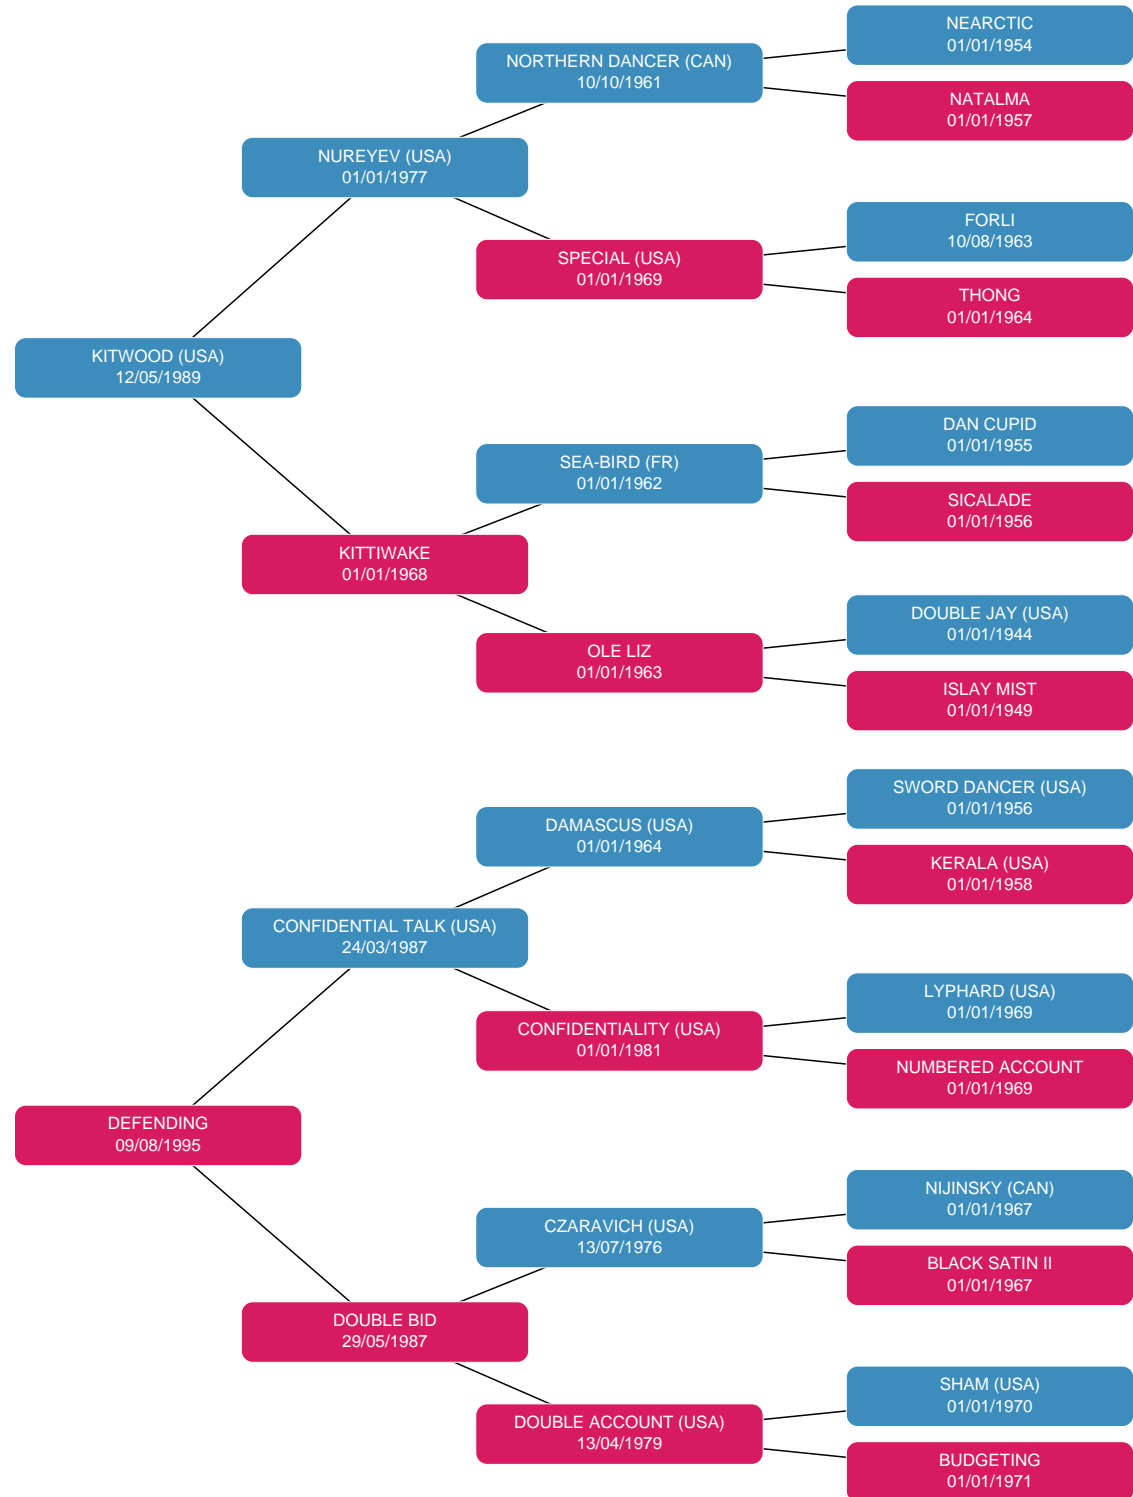 NEARCTIC
01/01/1954
NORTHERN DANCER (CAN)
10/10/1961
NATALMA
01/01/1957
NUREYEV (USA)
01/01/1977
FORLI
10/08/1963
SPECIAL (USA)
01/01/1969
THONG
01/01/1964
KITWOOD (USA)
12/05/1989
DAN CUPID
01/01/1955
SEA-BIRD (FR)
01/01/1962
SICALADE
01/01/1956
KITTIWAKE
01/01/1968
DOUBLE JAY (USA)
01/01/1944
OLE LIZ
01/01/1963
ISLAY MIST
01/01/1949
SWORD DANCER (USA)
01/01/1956
DAMASCUS (USA)
01/01/1964
KERALA (USA)
01/01/1958
CONFIDENTIAL TALK (USA)
24/03/1987
LYPHARD (USA)
01/01/1969
CONFIDENTIALITY (USA)
01/01/1981
NUMBERED ACCOUNT
01/01/1969
DEFENDING
09/08/1995
NIJINSKY (CAN)
01/01/1967
CZARAVICH (USA)
13/07/1976
BLACK SATIN II
01/01/1967
DOUBLE BID
29/05/1987
SHAM (USA)
01/01/1970
DOUBLE ACCOUNT (USA)
13/04/1979
BUDGETING
01/01/1971